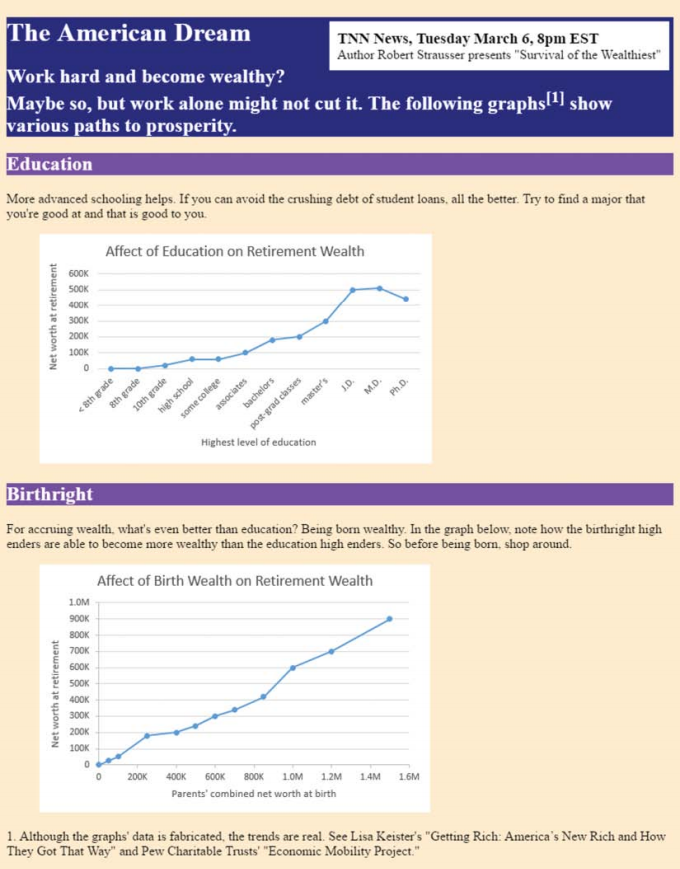 The American Dream
TNN News, Tuesday March 6, 8pm EST
Author Robert Strausser presents "Survival of the Wealthiest"
Work hard and become wealthy?
Maybe so, but work alone might not cut it. The following graphs[1] show
various paths to prosperity.
Education
More advanced schooling helps. If you can avoid the crushing debt of student loans, all the better. Try to find a major that
you're good at and that is good to you.
Affect of Education on Retirement Wealth
Net worth at retirement
600K
500K
400K
300K
200K
100K
0
< 8th grade
8th grade
10th grade
high school
some college
associates
bachelors
post-grad classes
master's
J.D.
M.D.
Ph.D.
Highest level of education
Birthright
For accruing wealth, what's even better than education? Being born wealthy. In the graph below, note how the birthright high
enders are able to become more wealthy than the education high enders. So before being born, shop around.
Affect of Birth Wealth on Retirement Wealth
Net worth at retirement
1.0M
900K
800K
700K
600K
500K
400K
300K
200K
100K
0
0 200K 400K 600K 800K 1.0M 1.2M 1.4M 1.6M
Parents' combined net worth at birth
1. Although the graphs' data is fabricated, the trends are real. See Lisa Keister's "Getting Rich: America's New Rich and How
They Got That Way" and Pew Charitable Trusts' "Economic Mobility Project."